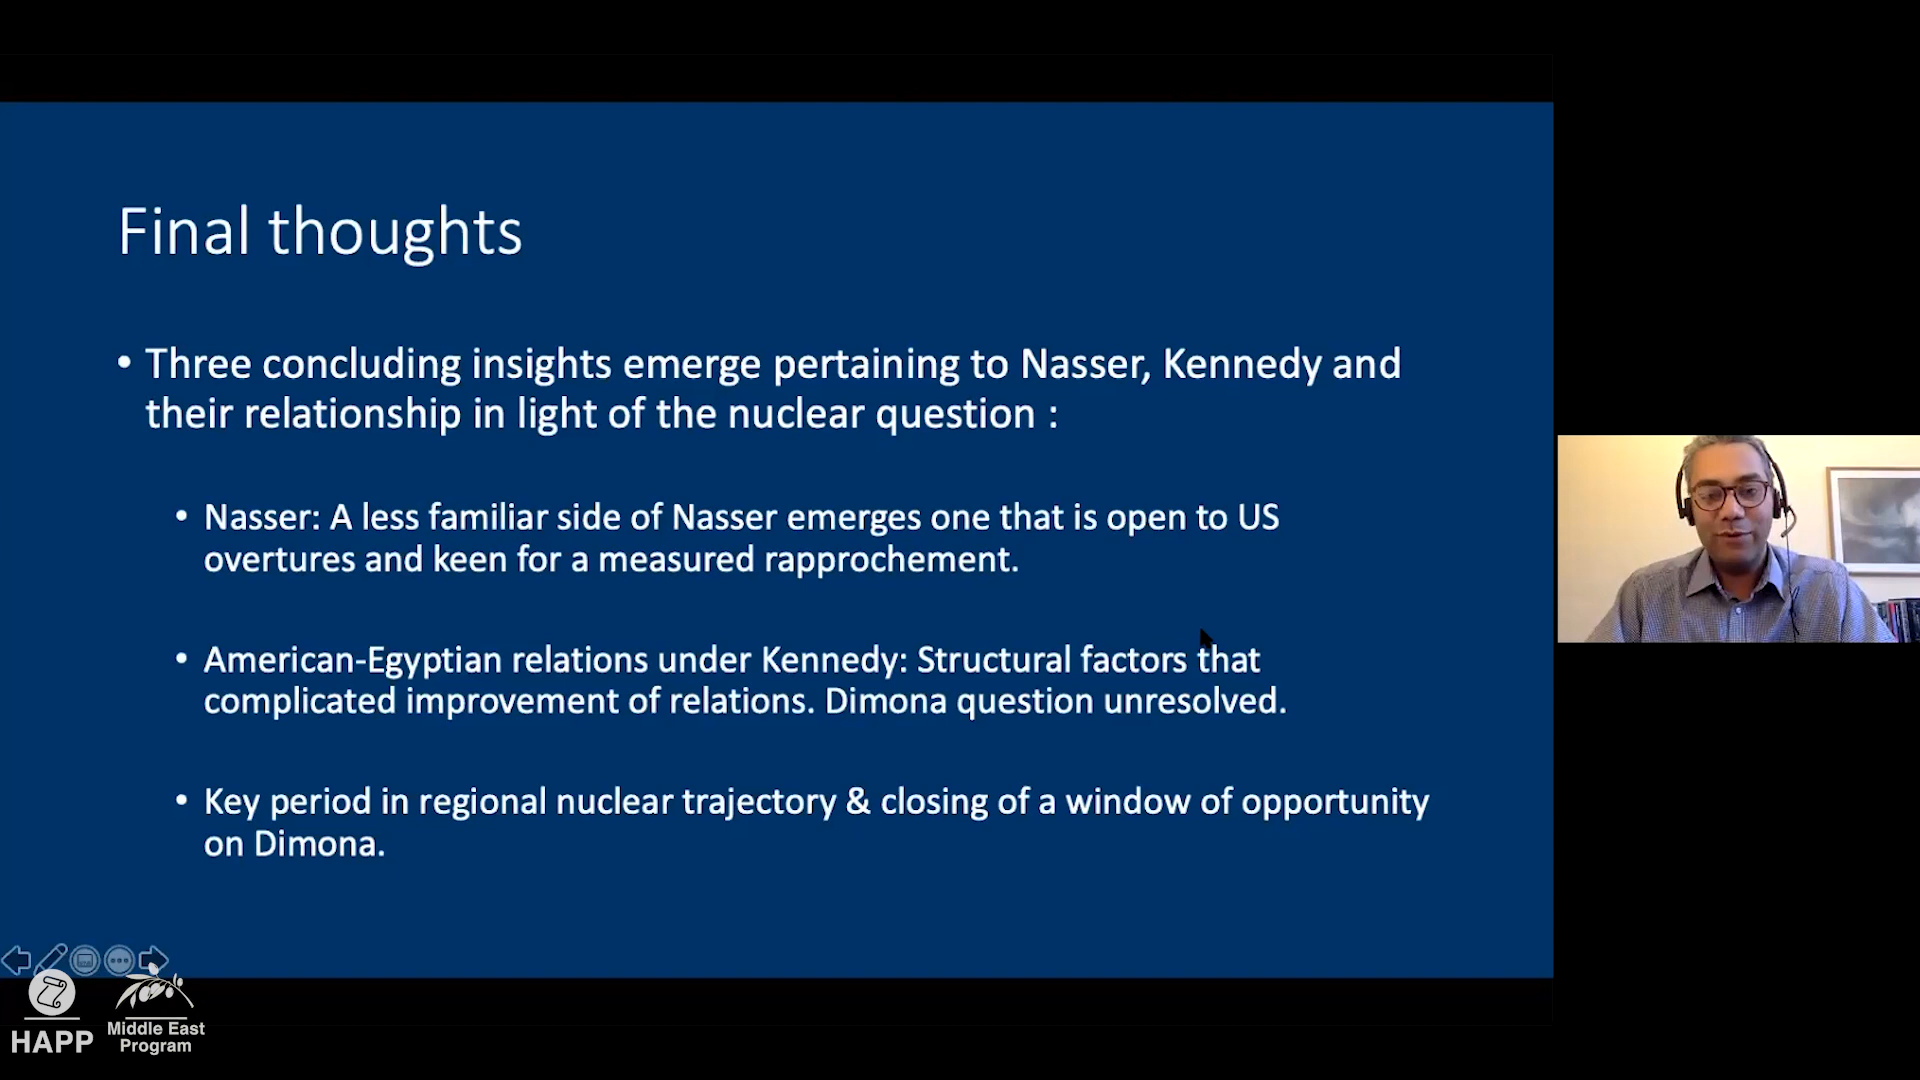 Final thoughts
• Three concluding insights emerge pertaining to Nasser, Kennedy and
their relationship in light of the nuclear question :
• Nasser: A less familiar side of Nasser emerges one that is open to US
overtures and keen for a measured rapprochement.
• American-Egyptian relations under Kennedy: Structural factors that
complicated improvement of relations. Dimona question unresolved.
• Key period in regional nuclear trajectory & closing of a window of opportunity
on Dimona.
HAPP
Middle East
Program